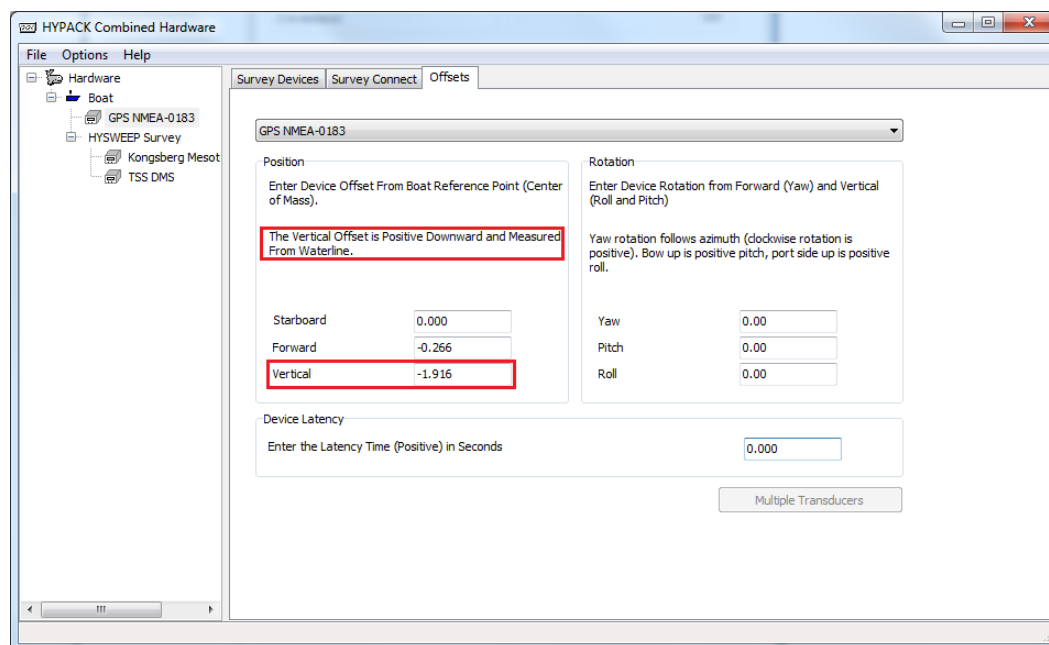 HYPACK Combined Hardware
File Options Help
Hardware
Boat
GPS NMEA-0183
HYSWEEP Survey
Kongsberg Mesot
TSS DMS
Survey Devices Survey Connect Offsets
GPS NMEA-0183
Position
Enter Device Offset From Boat Reference Point (Center
of Mass).
The Vertical Offset is Positive Downward and Measured
From Waterline.
Starboard 0.000
Forward -0.266
Vertical -1.916
Rotation
Enter Device Rotation from Forward (Yaw) and Vertical
(Roll and Pitch)
Yaw rotation follows azimuth (clockwise rotation is
positive). Bow up is positive pitch, port side up is positive
roll.
Yaw 0.00
Pitch 0.00
Roll 0.00
Device Latency
Enter the Latency Time (Positive) in Seconds 0.000
Multiple Transducers